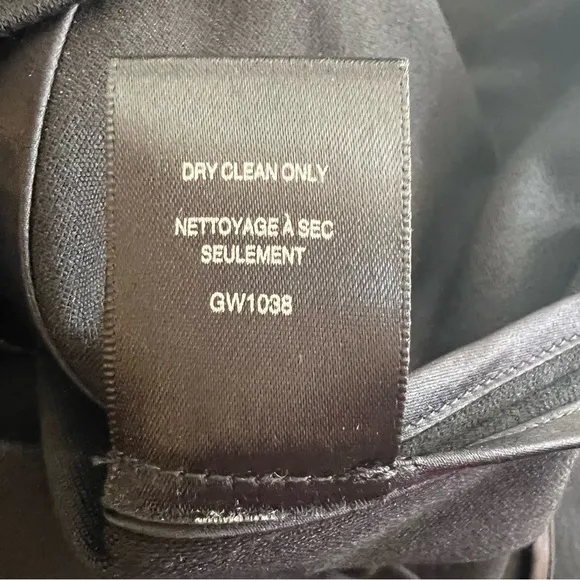 DRY CLEAN ONLY
NETTOYAGE À SEC
SEULEMENT
GW1038